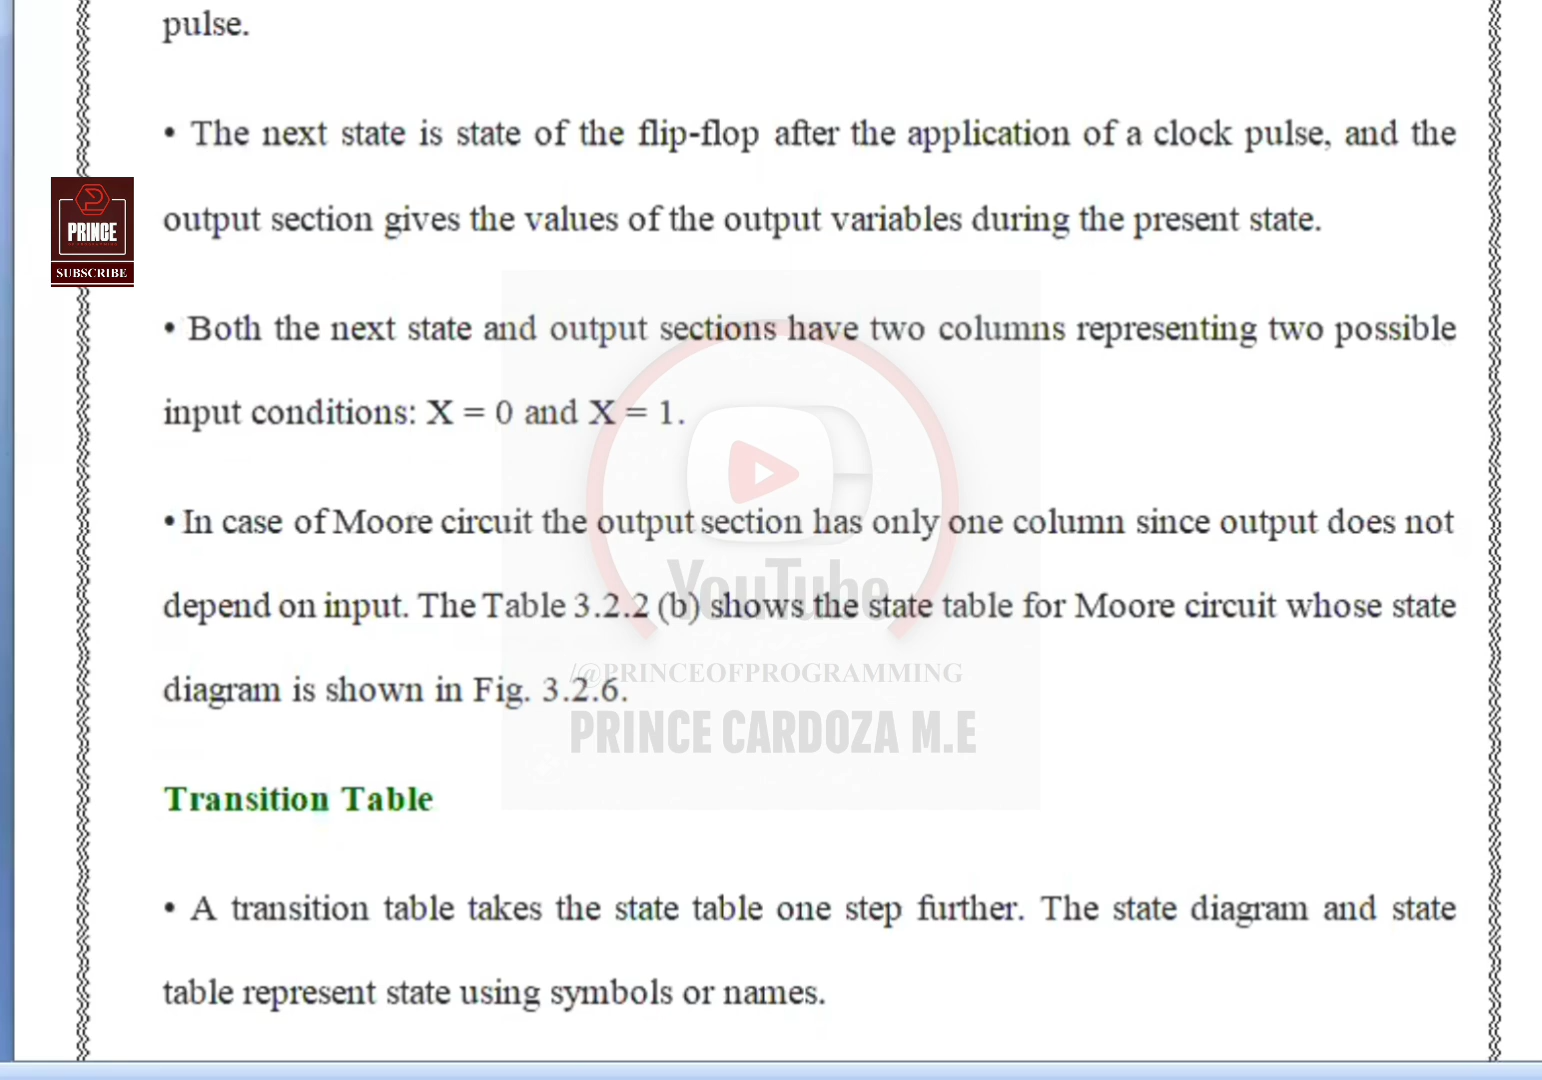 pulse.
• The next state is state of the flip-flop after the application of a clock pulse, and the
output section gives the values of the output variables during the present state.
PRINCE
SUBSCRIBE
• Both the next state and output sections have two columns representing two possible
input conditions: X = 0 and X = 1.
• In case of Moore circuit the output section has only one column since output does not
depend on input. The Table 3.2.2 (b) shows the state table for Moore circuit whose state
diagram is shown in Fig. 3.2.6.
YouTube
/@PRINCEOFPROGRAMMING
PRINCE CARDOZA M.E
Transition Table
• A transition table takes the state table one step further. The state diagram and state
table represent state using symbols or names.